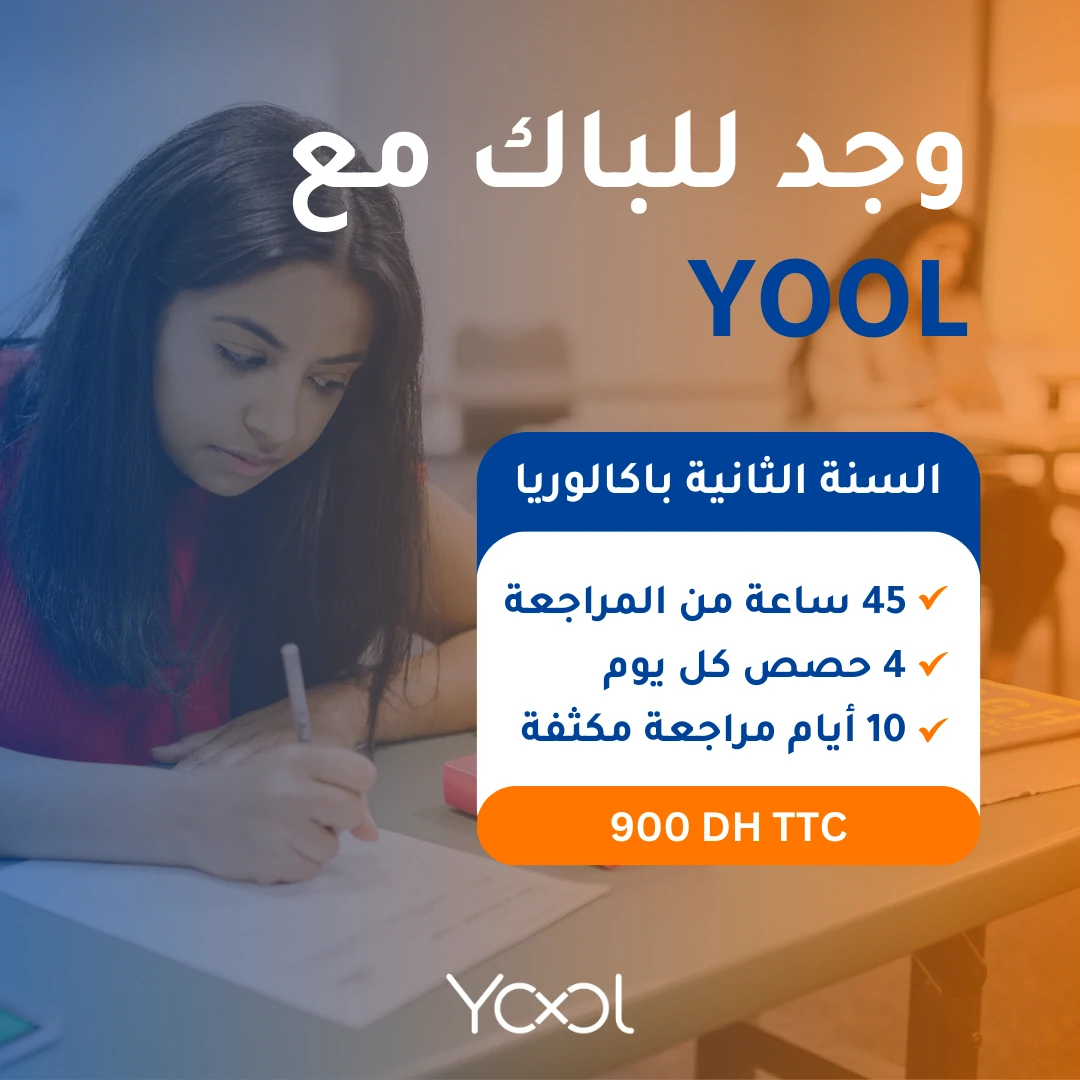 وجد للباك مع
YOOL
السنة الثانية باكالوريا
45 ساعة من المراجعة
4 حصص كل يوم
10 أيام مراجعة مكثفة
900 DH TTC
Yool